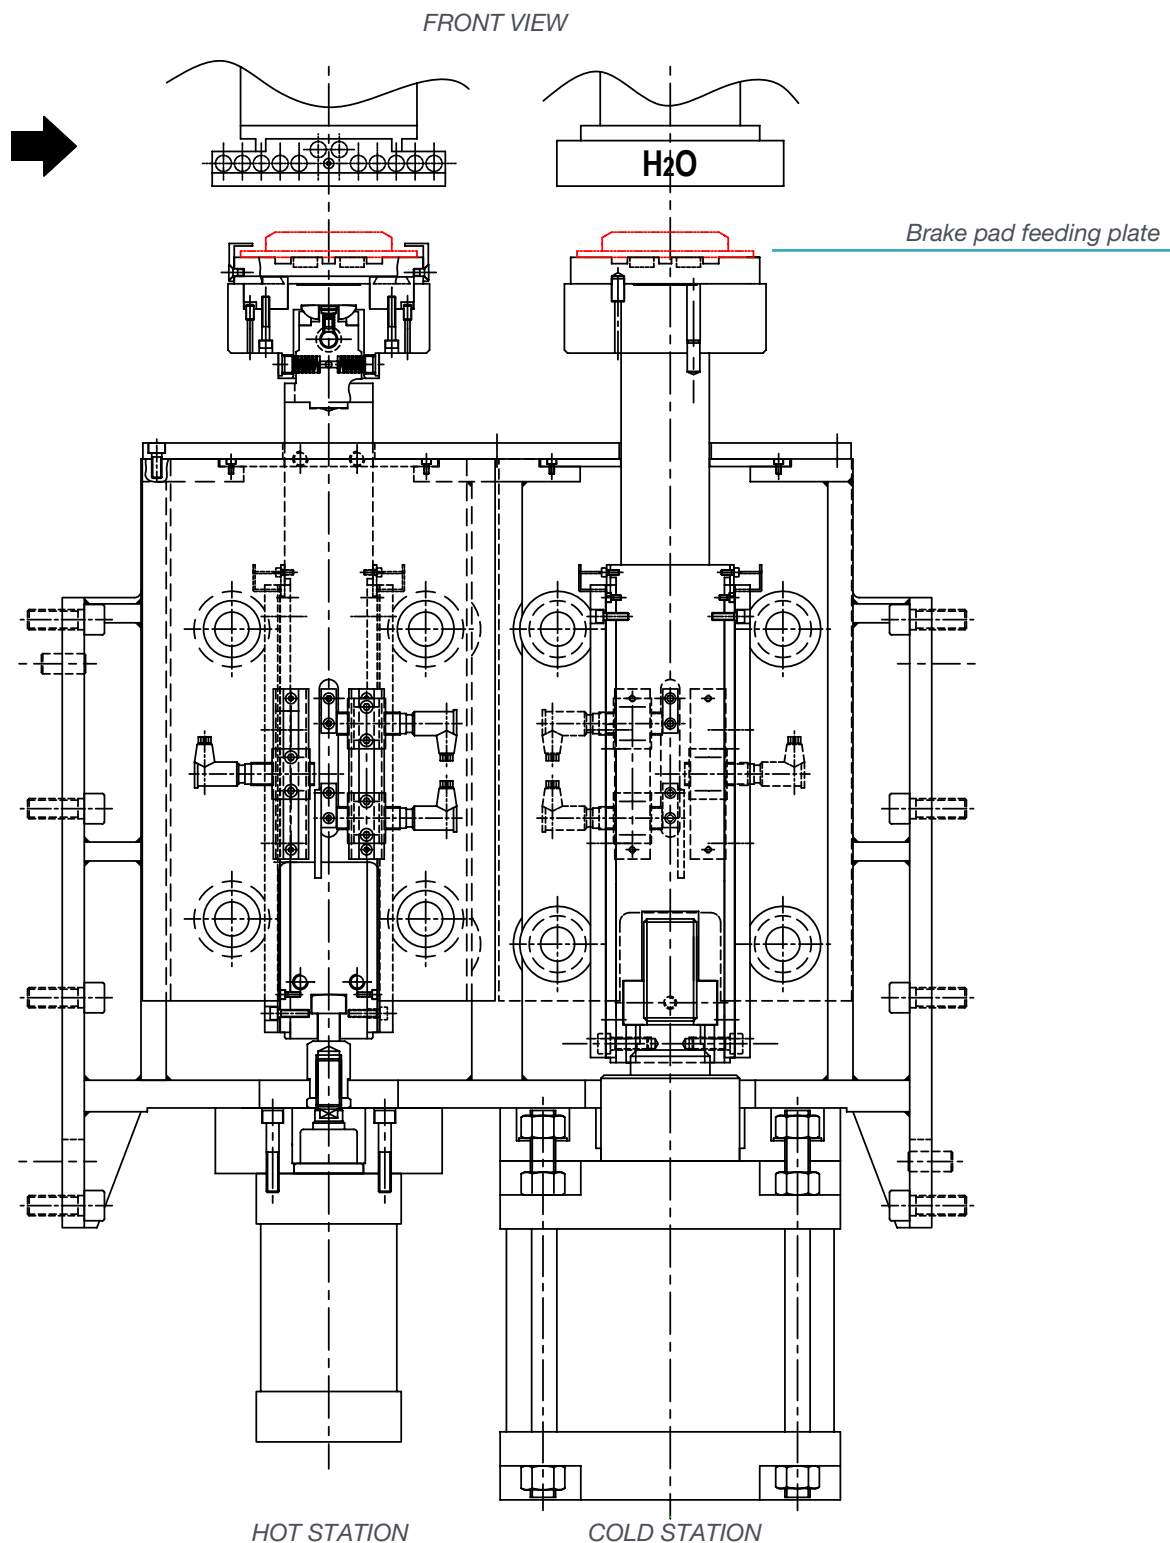 FRONT VIEW
H2O
Brake pad feeding plate
HOT STATION
COLD STATION